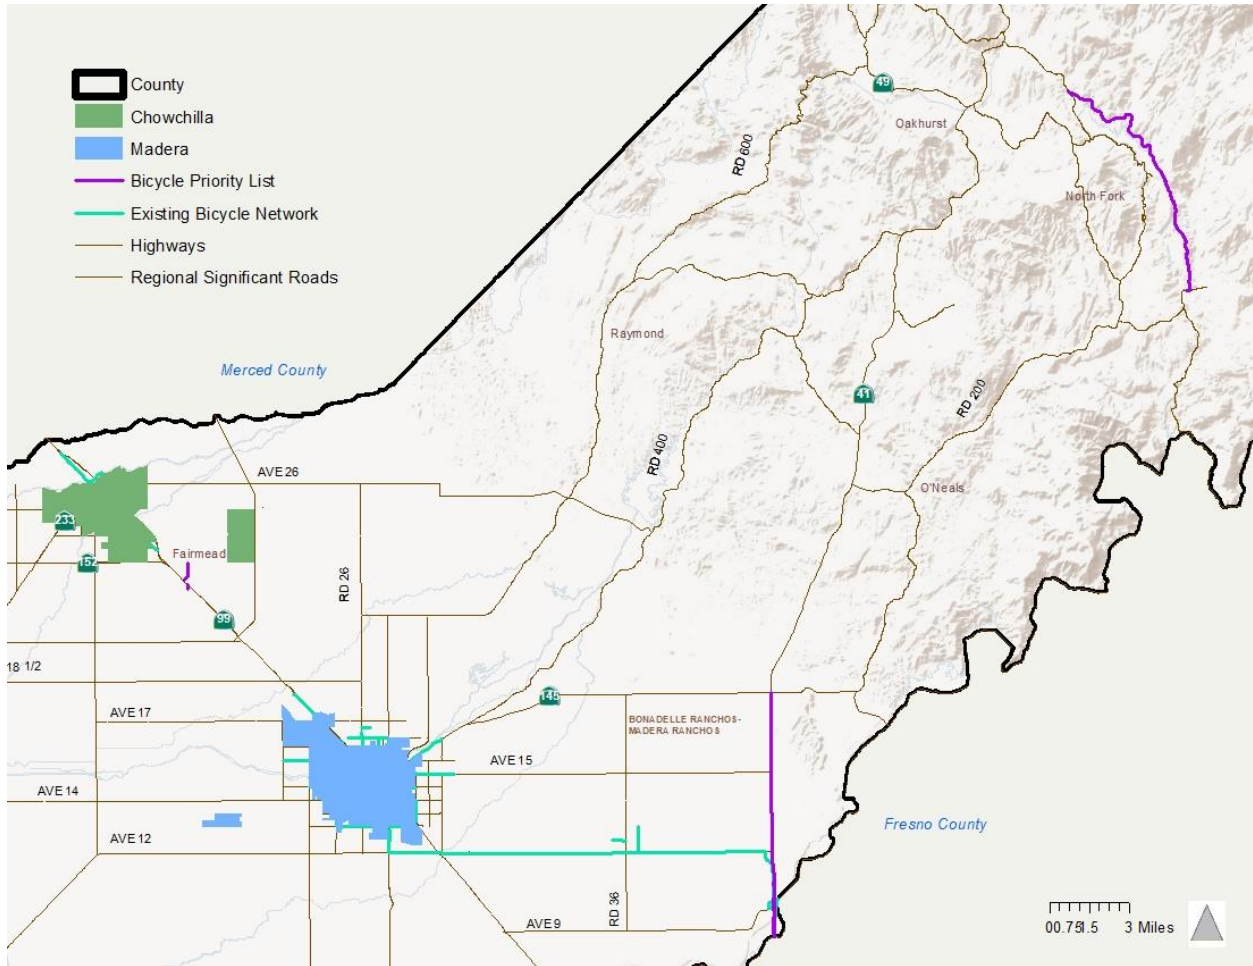 County
Chowchilla
Madera
Bicycle Priority List
Existing Bicycle Network
Highways
Regional Significant Roads
49
Oakhurst
RD 600
North Fork
Raymond
Merced County
41
RD 200
RD 400
AVE 26
O'Neals
233
152
Fairmead
RD 26
99
18 1/2
145
AVE 17
BONADELLE RANCHOS-
MADERA RANCHOS
AVE 15
AVE 14
Fresno County
AVE 12
RD 36
AVE 9
00.751.5 3 Miles